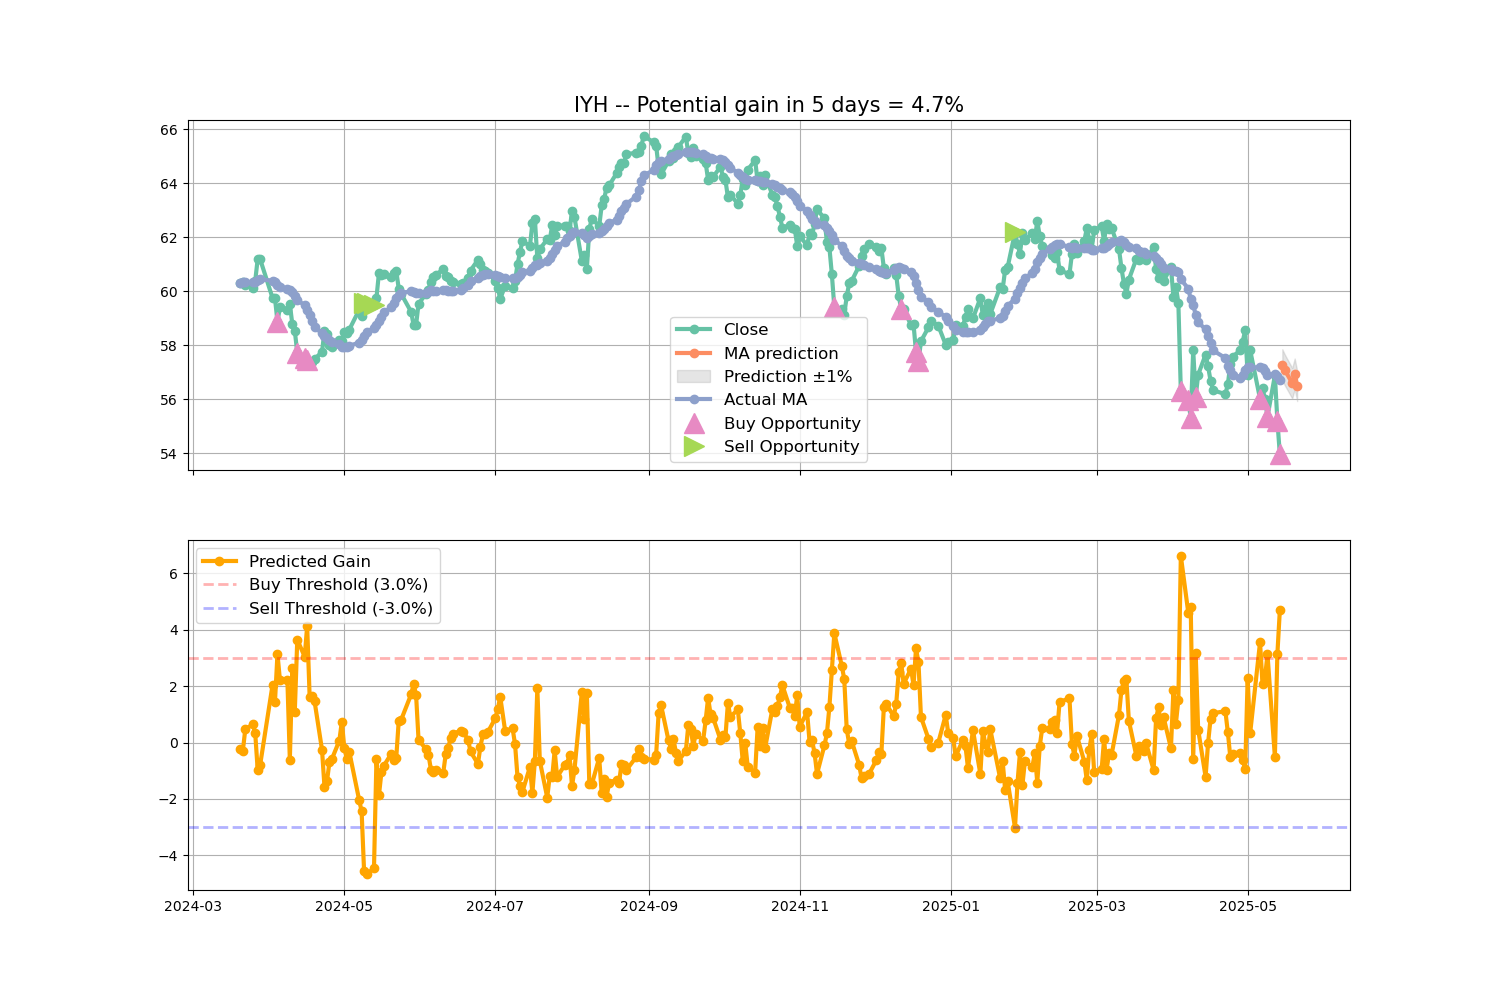 IYH -- Potential gain in 5 days = 4.7%
66
64
62
60
58
56
54
Close
MA prediction
Prediction ±1%
Actual MA
Buy Opportunity
Sell Opportunity
Predicted Gain
Buy Threshold (3.0%)
Sell Threshold (-3.0%)
6
4
2
0
−2
−4
2024-03
2024-05
2024-07
2024-09
2024-11
2025-01
2025-03
2025-05